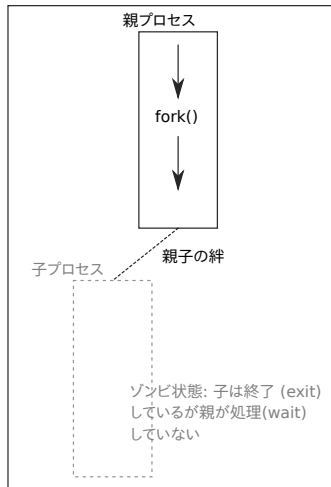 親プロセス
fork()
親子の絆
子プロセス
ゾンビ状態: 子は終了 (exit)
しているが親が処理(wait)
していない